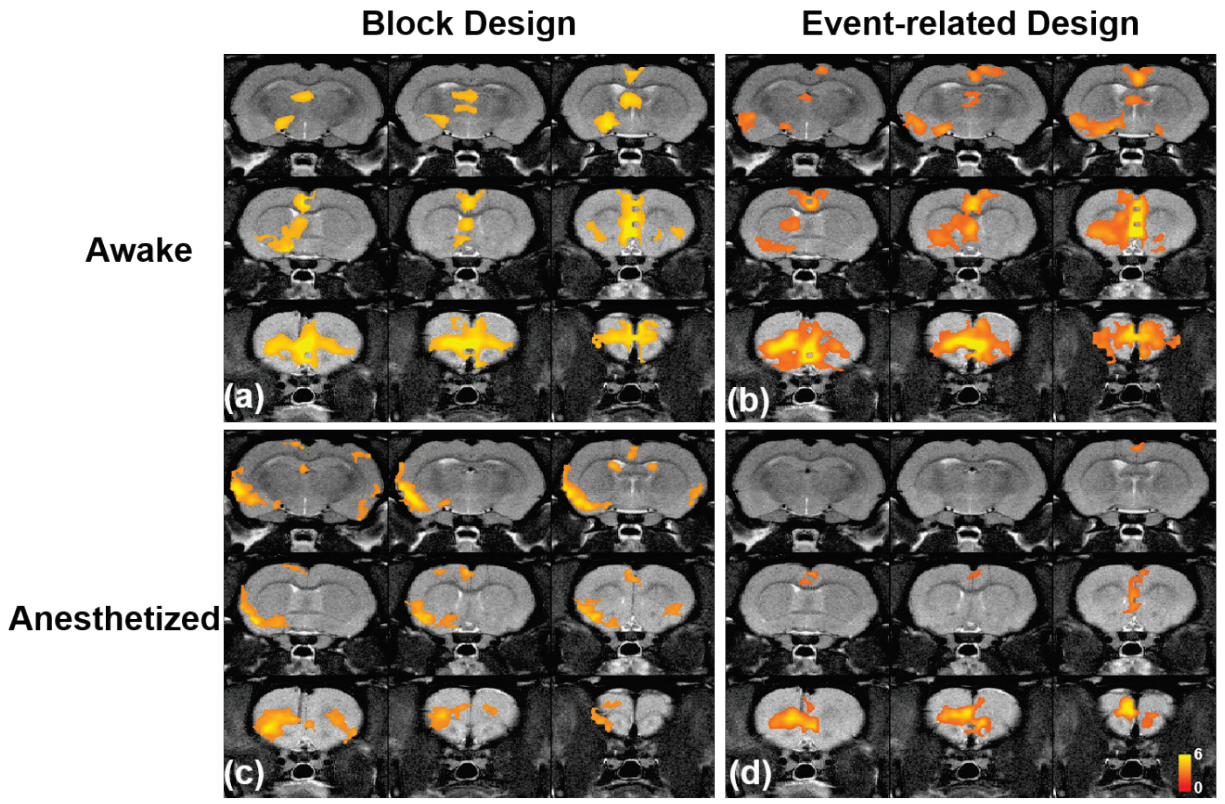 Block Design
Event-related Design
Awake
(a)
(b)
Anesthetized
(c)
(d)
6
0